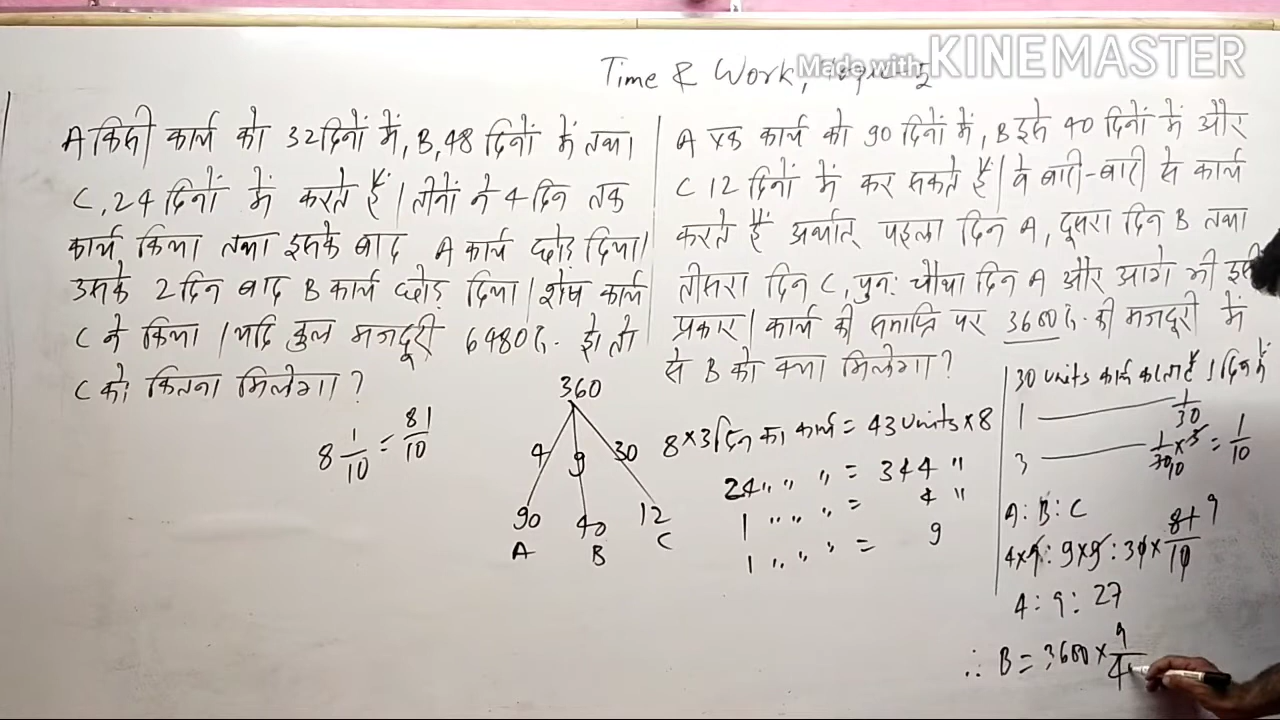 Made with KINEMASTER
Time & Work,
A किसी कार्य को 32 दिनों में, B, 48 दिनों में तथा
C, 24 दिनों में करते हैं। तीनों ने 4 दिन तक
कार्य किया तथा इसके बाद A कार्य छोड़ दिया।
उसके 2 दिन बाद B कार्य छोड़ दिया। शेष कार्य
C ने किया। यदि कुल मजदूरी 6480रु. हो तो
C को कितना मिलेगा?
8 1/10 = 81/10
A एक कार्य को 90 दिनों में, B इसे 40 दिनों में और
C 12 दिनों में कर सकते हैं। वे बारी-बारी से कार्य
करते हैं अर्थात् पहला दिन A, दूसरा दिन B तथा
तीसरा दिन C, पुनः चौथा दिन A और आगे भी इसी
प्रकार। कार्य की समाप्ति पर 3600रु. की मजदूरी में
से B को क्या मिलेगा?
360
4 9 30
90 40 12
A B C
8×3 दिन का कार्य = 43 units × 8
24 " " " = 344 "
1 " " " = 4 "
1 " " " = 9
30 units कार्य करता है 1 दिन में
1 — 1/30
3 — 1/30 × 3 = 1/10
A : B : C
4×9 : 9×9 : 30 × 81/10
4 : 9 : 27
∴ B = 3600 × 9/4